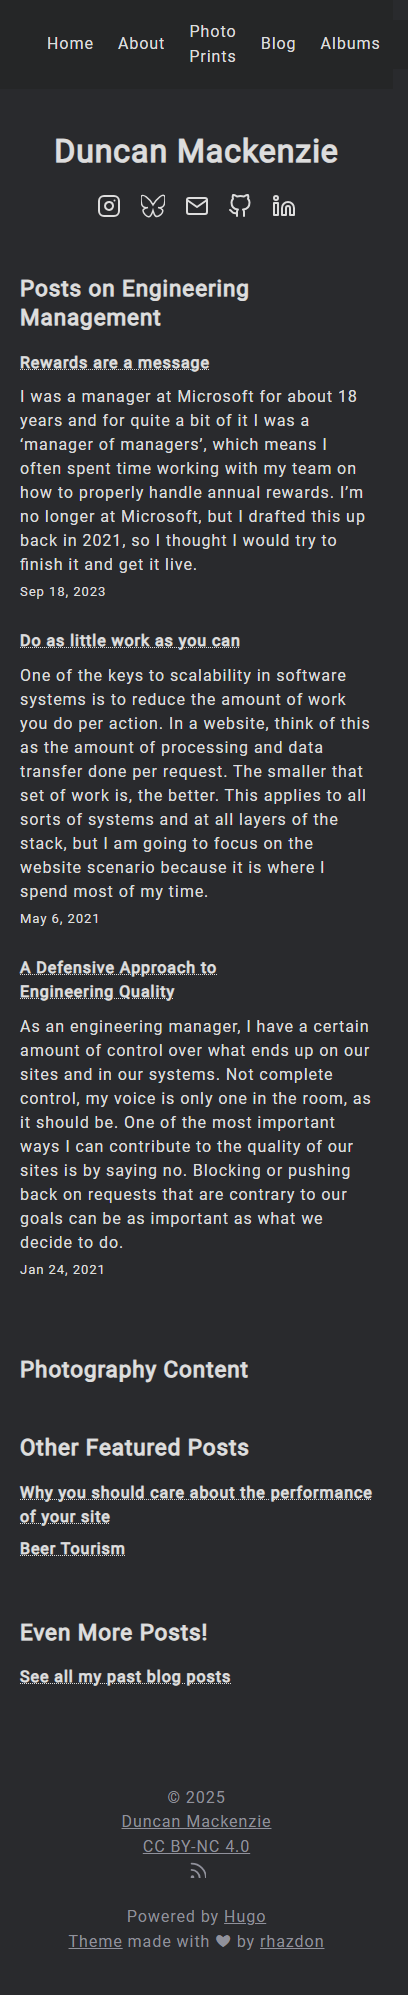 Home About Photo Prints Blog Albums
Duncan Mackenzie
Posts on Engineering
Management
Rewards are a message
I was a manager at Microsoft for about 18
years and for quite a bit of it I was a
‘manager of managers’, which means I
often spent time working with my team on
how to properly handle annual rewards. I’m
no longer at Microsoft, but I drafted this up
back in 2021, so I thought I would try to
finish it and get it live.
Sep 18, 2023
Do as little work as you can
One of the keys to scalability in software
systems is to reduce the amount of work
you do per action. In a website, think of this
as the amount of processing and data
transfer done per request. The smaller that
set of work is, the better. This applies to all
sorts of systems and at all layers of the
stack, but I am going to focus on the
website scenario because it is where I
spend most of my time.
May 6, 2021
A Defensive Approach to
Engineering Quality
As an engineering manager, I have a certain
amount of control over what ends up on our
sites and in our systems. Not complete
control, my voice is only one in the room, as
it should be. One of the most important
ways I can contribute to the quality of our
sites is by saying no. Blocking or pushing
back on requests that are contrary to our
goals can be as important as what we
decide to do.
Jan 24, 2021
Photography Content
Other Featured Posts
Why you should care about the performance
of your site
Beer Tourism
Even More Posts!
See all my past blog posts
© 2025
Duncan Mackenzie
CC BY-NC 4.0
Powered by Hugo
Theme made with ♥ by rhazdon